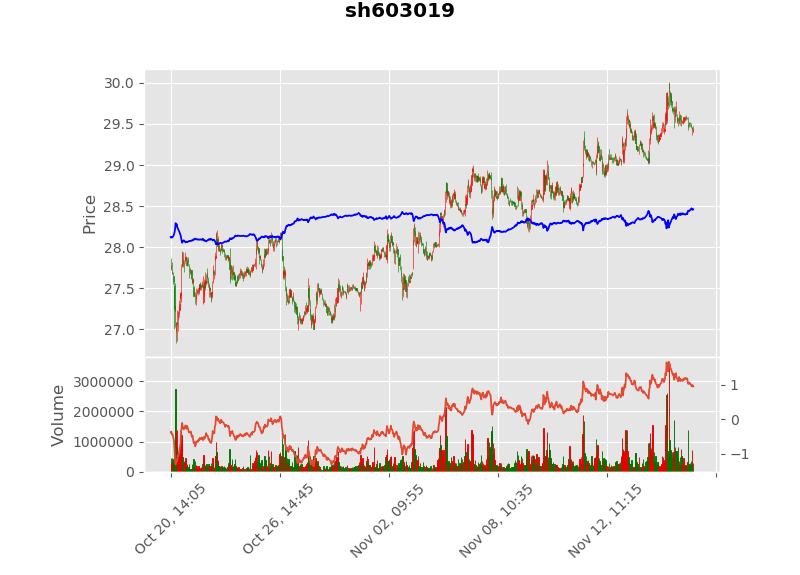 sh603019
Price
30.0
29.5
29.0
28.5
28.0
27.5
27.0
Volume
3000000
2000000
1000000
0
1
0
−1
Oct 20, 14:05
Oct 26, 14:45
Nov 02, 09:55
Nov 08, 10:35
Nov 12, 11:15